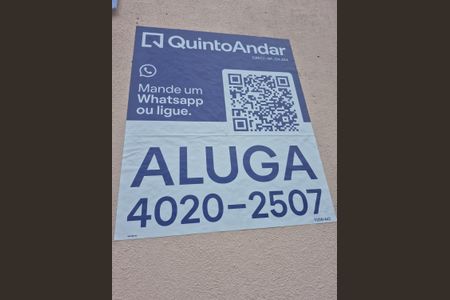 QuintoAndar
Mande um
Whatsapp
ou ligue.
ALUGA
4020-2507